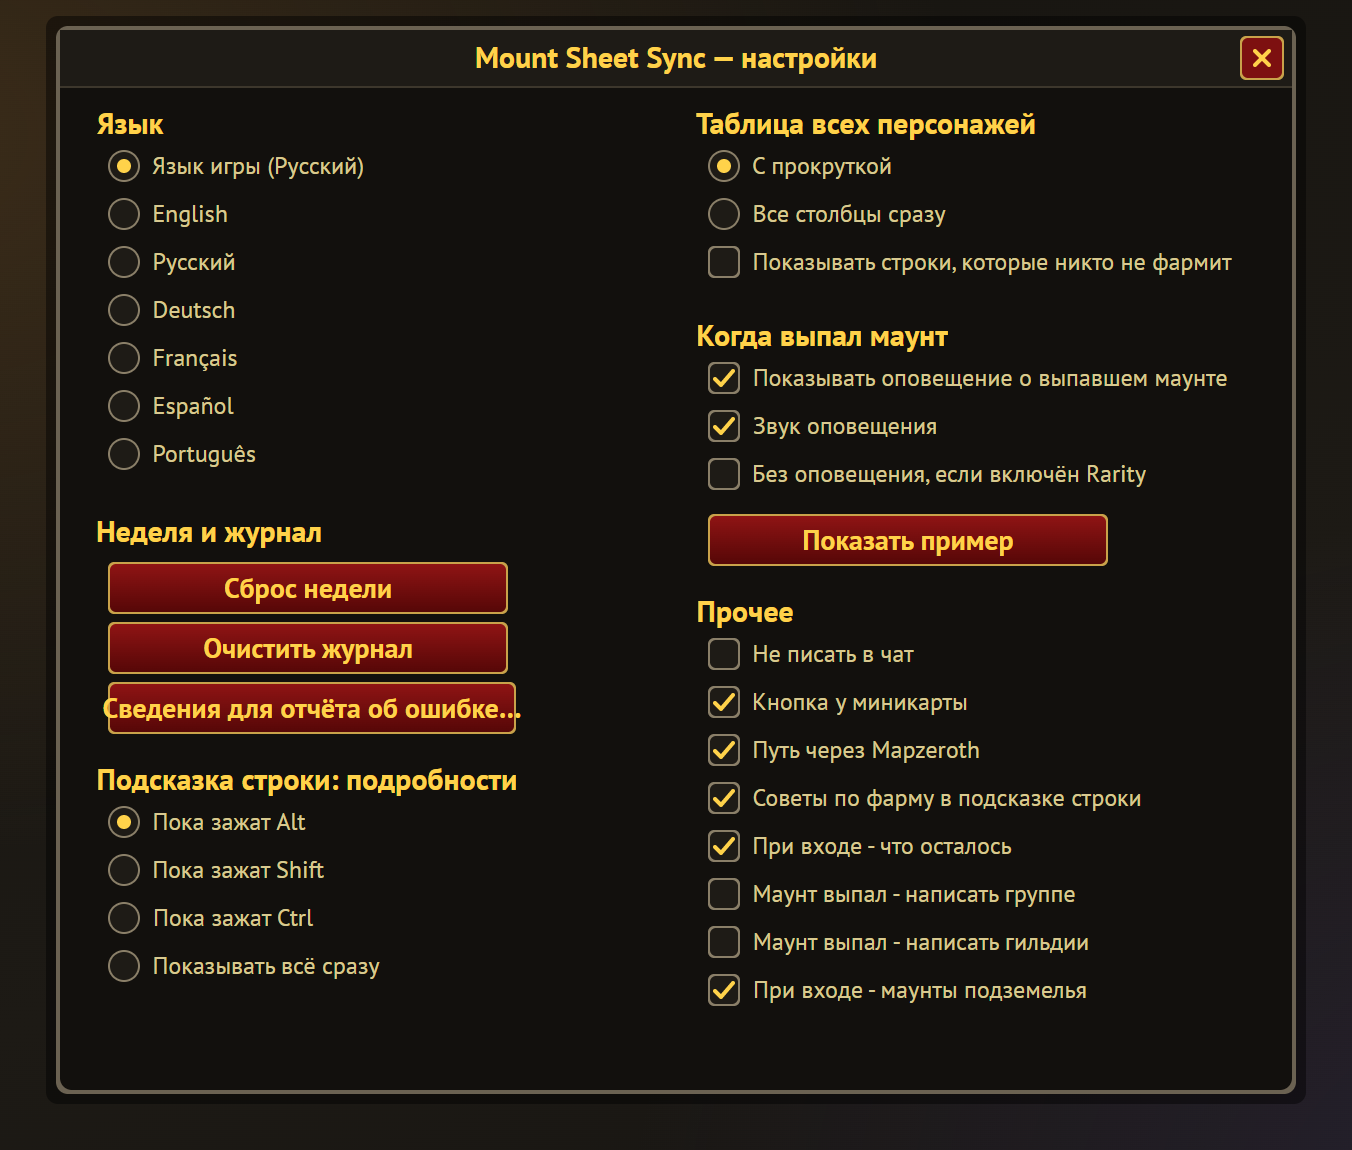 Mount Sheet Sync — настройки
Язык
Язык игры (Русский)
English
Русский
Deutsch
Français
Español
Português
Неделя и журнал
Сброс недели
Очистить журнал
Сведения для отчёта об ошибке...
Подсказка строки: подробности
Пока зажат Alt
Пока зажат Shift
Пока зажат Ctrl
Показывать всё сразу
Таблица всех персонажей
С прокруткой
Все столбцы сразу
Показывать строки, которые никто не фармит
Когда выпал маунт
Показывать оповещение о выпавшем маунте
Звук оповещения
Без оповещения, если включён Rarity
Показать пример
Прочее
Не писать в чат
Кнопка у миникарты
Путь через Mapzeroth
Советы по фарму в подсказке строки
При входе - что осталось
Маунт выпал - написать группе
Маунт выпал - написать гильдии
При входе - маунты подземелья